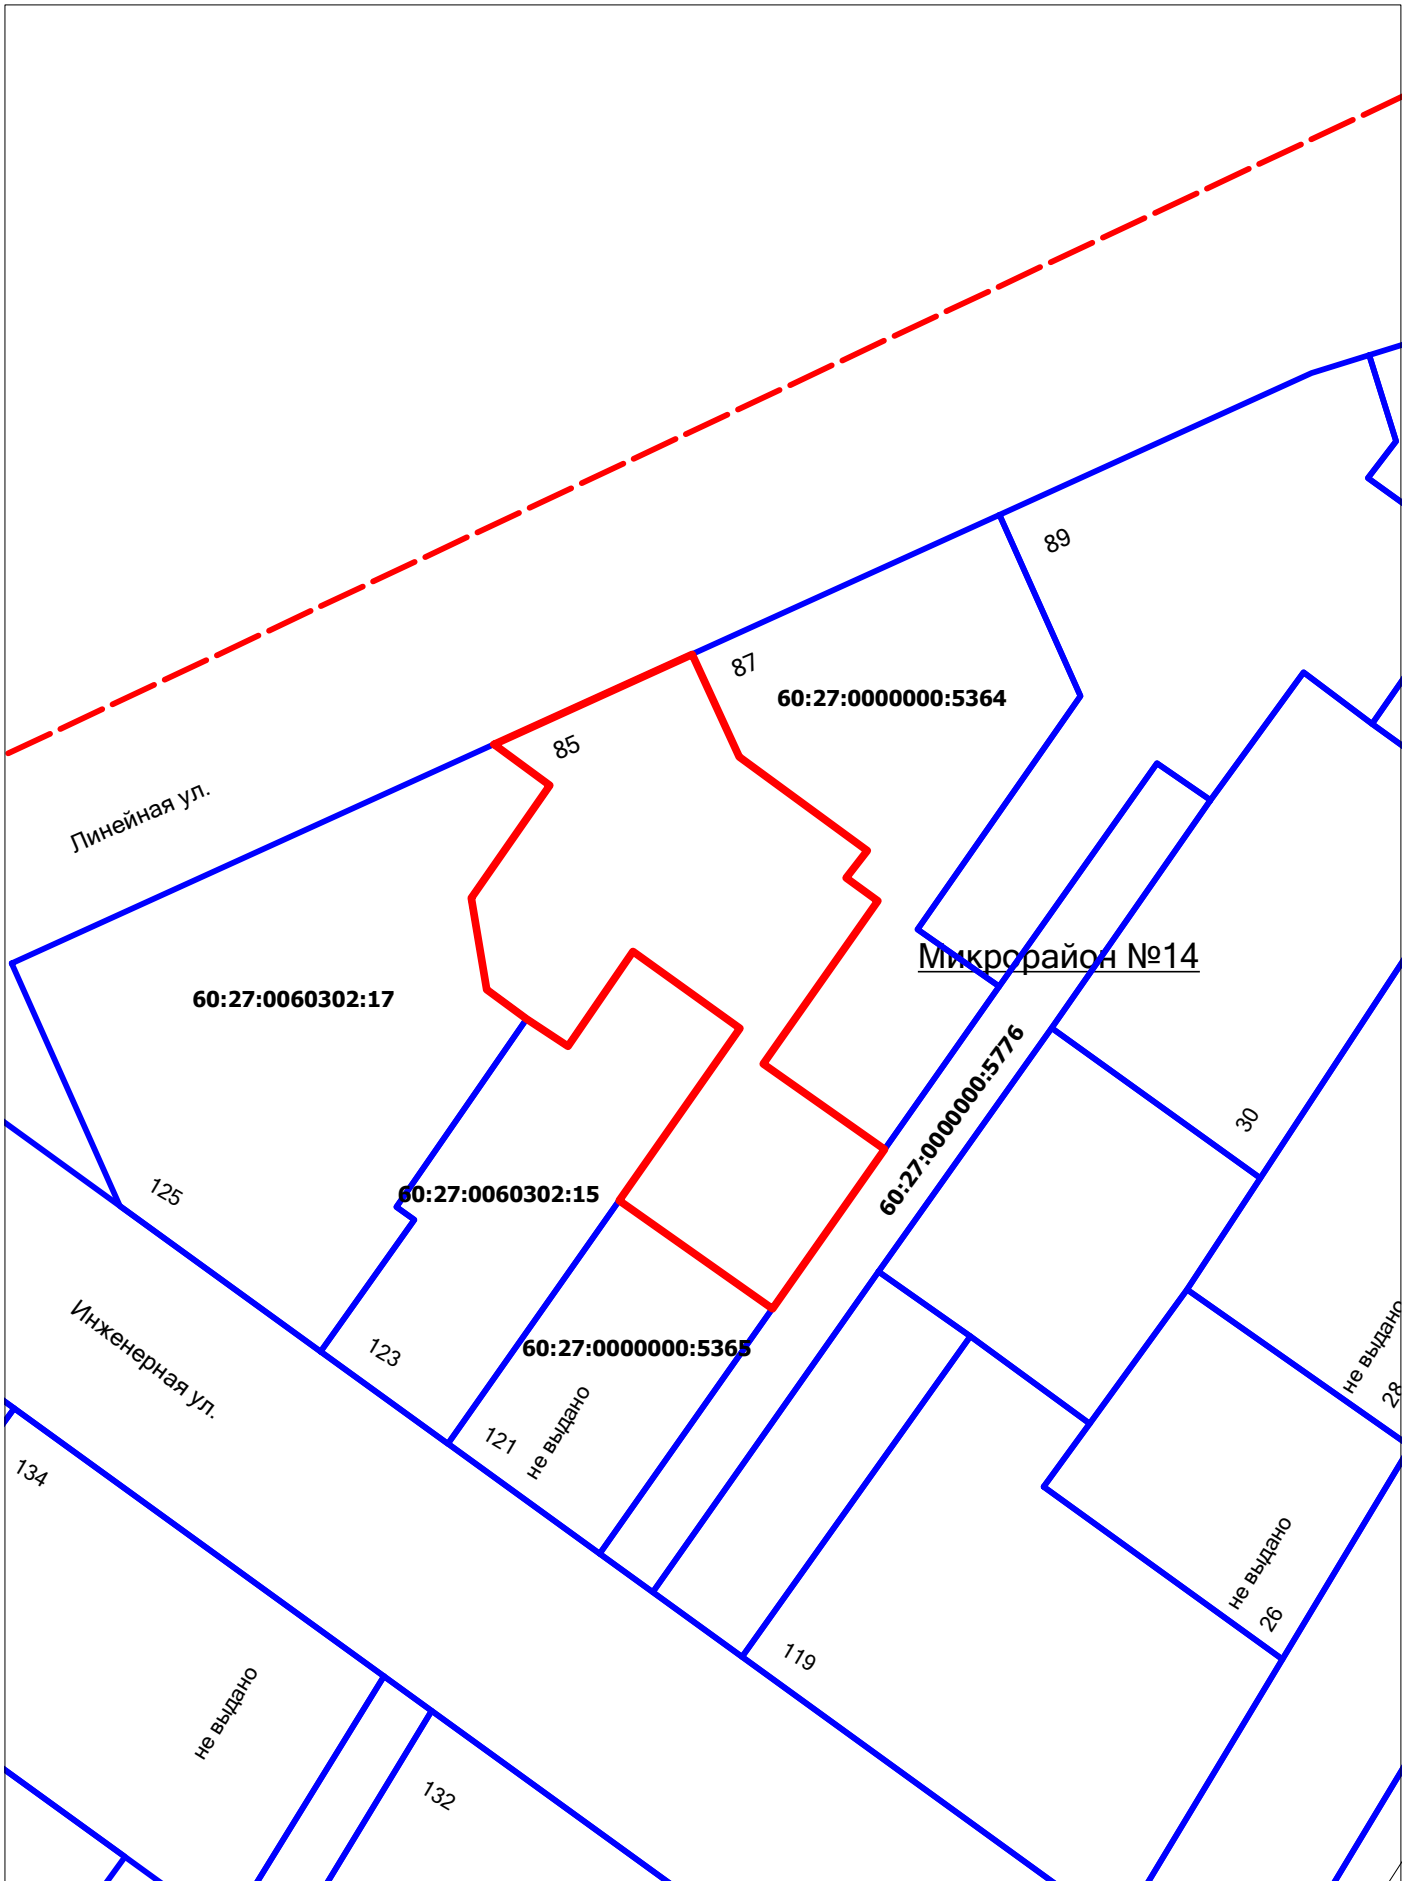 89
87
60:27:0000000:5364
85
Линейная ул.
Микрорайон №14
60:27:0060302:17
60:27:0000000:5776
30
125
60:27:0060302:15
Инженерная ул.
123
60:27:0000000:5365
не выдано
28
121
не выдано
134
не выдано
26
119
не выдано
132